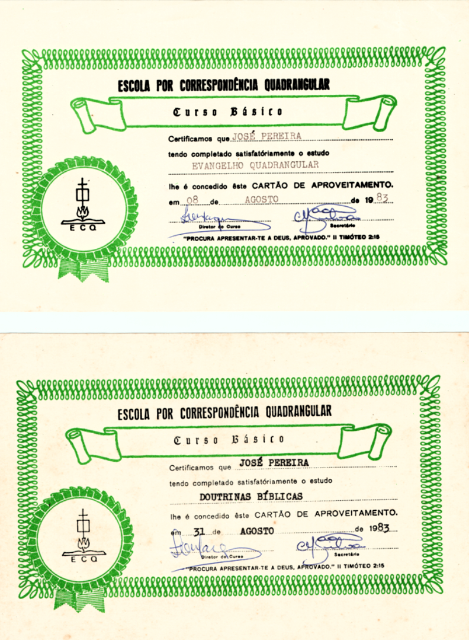 ESCOLA POR CORRESPONDÊNCIA QUADRANGULAR
Curso Básico
Certificamos que JOSÉ PEREIRA
tendo completado satisfatóriamente o estudo
EVANGELHO QUADRANGULAR
lhe é concedido êste CARTÃO DE APROVEITAMENTO.
em 08 de AGOSTO de 1983
Diretor do Curso Secretário
"PROCURA APRESENTAR-TE A DEUS, APROVADO." II TIMÓTEO 2:15
E C Q
ESCOLA POR CORRESPONDÊNCIA QUADRANGULAR
Curso Básico
Certificamos que JOSÉ PEREIRA
tendo completado satisfatóriamente o estudo
DOUTRINAS BÍBLICAS
lhe é concedido êste CARTÃO DE APROVEITAMENTO.
em 31 de AGOSTO de 1983
Diretor do Curso Secretário
"PROCURA APRESENTAR-TE A DEUS, APROVADO." II TIMÓTEO 2:15
E C Q